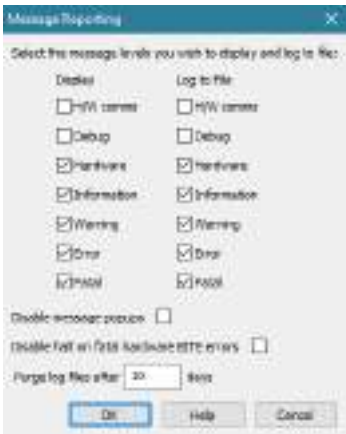 Message Reporting
Select the message levels you wish to display and log to file:
Display Log to File
H/W comms H/W comms
Debug Debug
Hardware Hardware
Information Information
Warning Warning
Error Error
Fatal Fatal
Disable message popups
Disable halt on fatal hardware BITE errors
Purge log files after days
OK Help Cancel